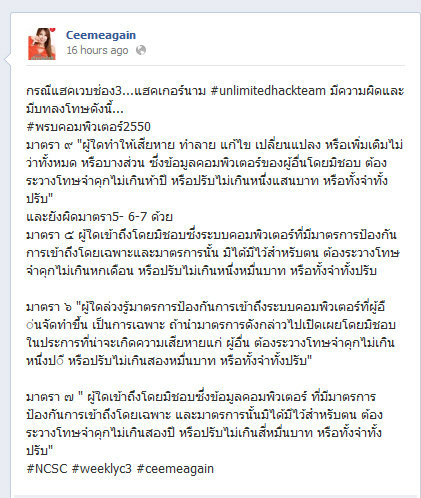 Ceemeagain
16 hours ago
กรณีแฮคเวบช่อง3...แฮคเกอร์นาม #unlimitedhackteam มีความผิดและ
มีบทลงโทษดังนี้...
#พรบคอมพิวเตอร์2550
มาตรา ๙ "ผู้ใดทำให้เสียหาย ทำลาย แก้ไข เปลี่ยนแปลง หรือเพิ่มเติมไม่
ว่าทั้งหมด หรือบางส่วน ซึ่งข้อมูลคอมพิวเตอร์ของผู้อื่นโดยมิชอบ ต้อง
ระวางโทษจำคุกไม่เกินห้าปี หรือปรับไม่เกินหนึ่งแสนบาท หรือทั้งจำทั้ง
ปรับ"
และยังผิดมาตรา5- 6-7 ด้วย
มาตรา ๕ ผู้ใดเข้าถึงโดยมิชอบซึ่งระบบคอมพิวเตอร์ที่มีมาตรการป้องกัน
การเข้าถึงโดยเฉพาะและมาตรการนั้น มิได้มีไว้สำหรับตน ต้องระวางโทษ
จำคุกไม่เกินหกเดือน หรือปรับไม่เกินหนึ่งหมื่นบาท หรือทั้งจำทั้งปรับ
มาตรา ๖ "ผู้ใดล่วงรู้มาตรการป้องกันการเข้าถึงระบบคอมพิวเตอร์ที่ผู้อื
่นจัดทำขึ้น เป็นการเฉพาะ ถ้านำมาตรการดังกล่าวไปเปิดเผยโดยมิชอบ
ในประการที่น่าจะเกิดความเสียหายแก่ ผู้อื่น ต้องระวางโทษจำคุกไม่เกิน
หนึ่งปี หรือปรับไม่เกินสองหมื่นบาท หรือทั้งจำทั้งปรับ"
มาตรา ๗ " ผู้ใดเข้าถึงโดยมิชอบซึ่งข้อมูลคอมพิวเตอร์ ที่มีมาตรการ
ป้องกันการเข้าถึงโดยเฉพาะ และมาตรการนั้นมิได้มีไว้สำหรับตน ต้อง
ระวางโทษจำคุกไม่เกินสองปี หรือปรับไม่เกินสี่หมื่นบาท หรือทั้งจำทั้ง
ปรับ"
#NCSC #weeklyc3 #ceemeagain